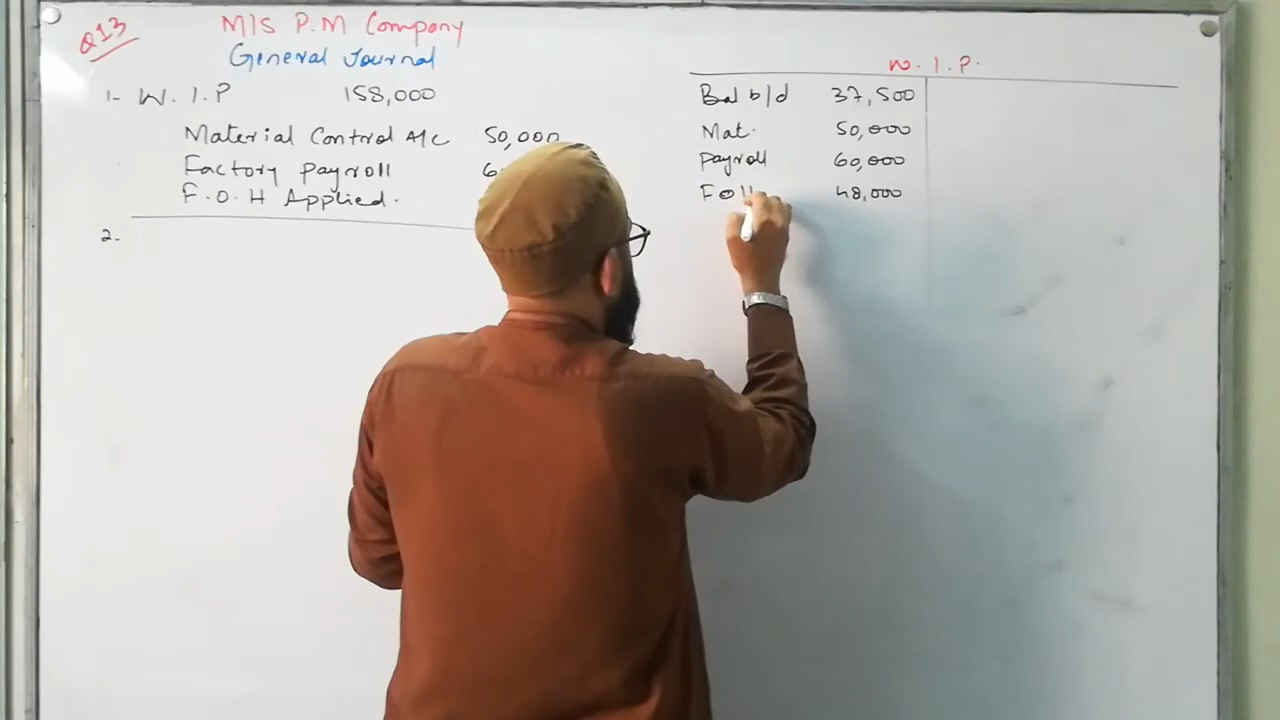 Q13
M/S P.M Company
General Journal
1- W.I.P 158,000
Material Control A/c 50,000
Factory Payroll
F.O.H Applied.
2.
W.I.P.
Bal b/d 37,500
Mat. 50,000
Payroll 60,000
48,000